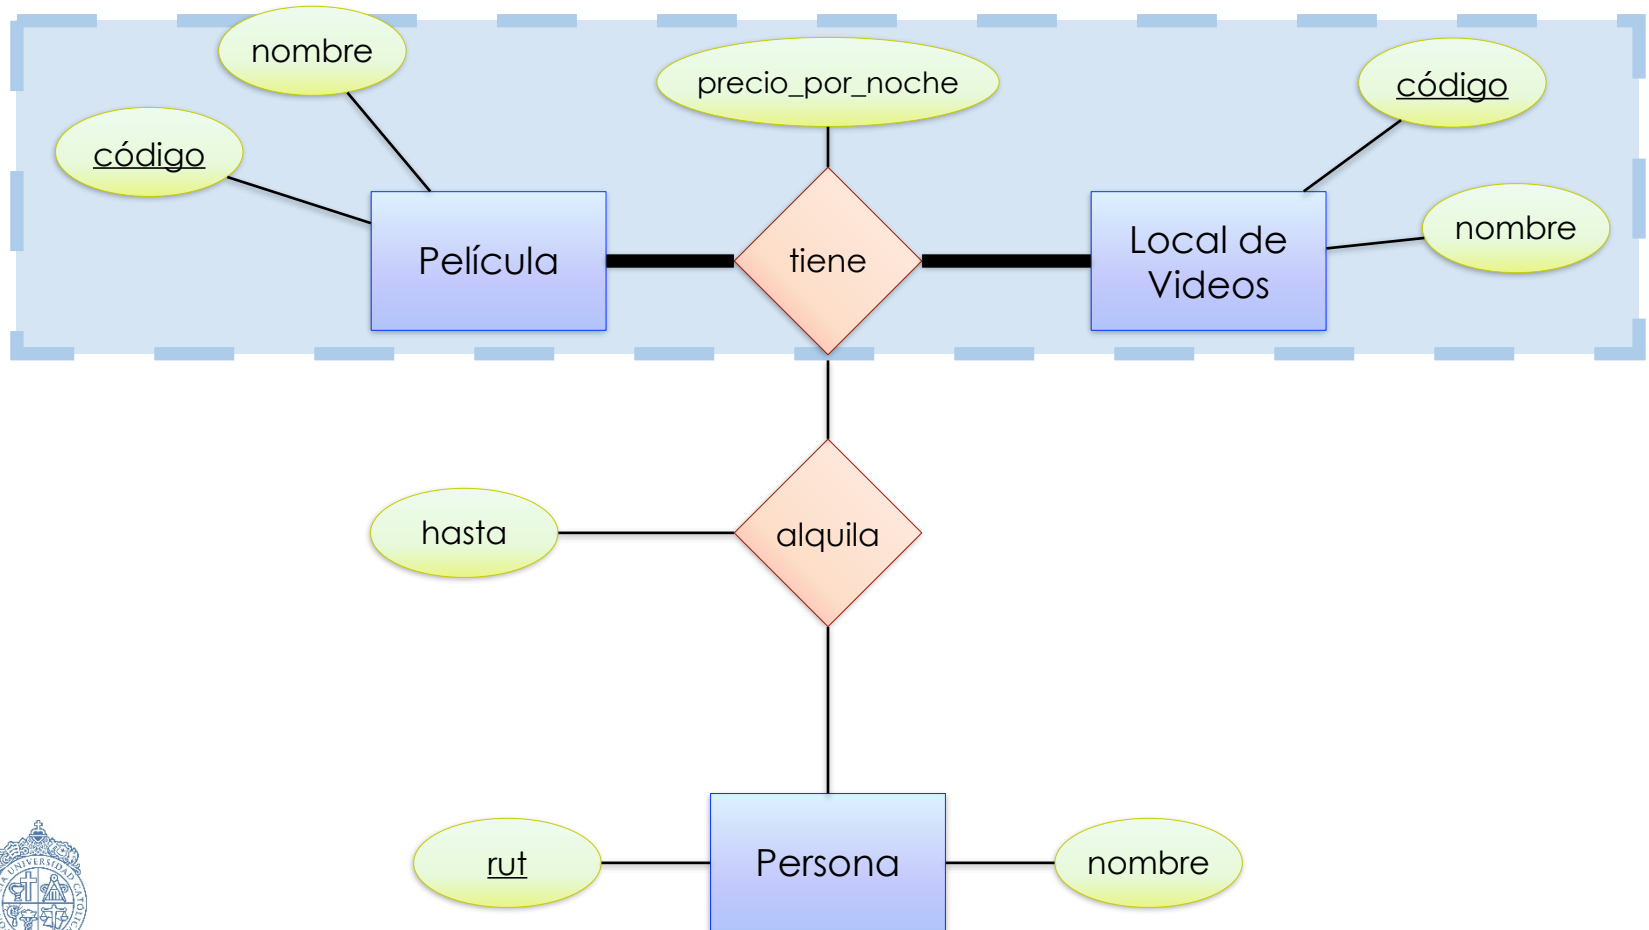 nombre
precio_por_noche
código
código
nombre
Película
tiene
Local de
Videos
hasta
alquila
rut
Persona
nombre